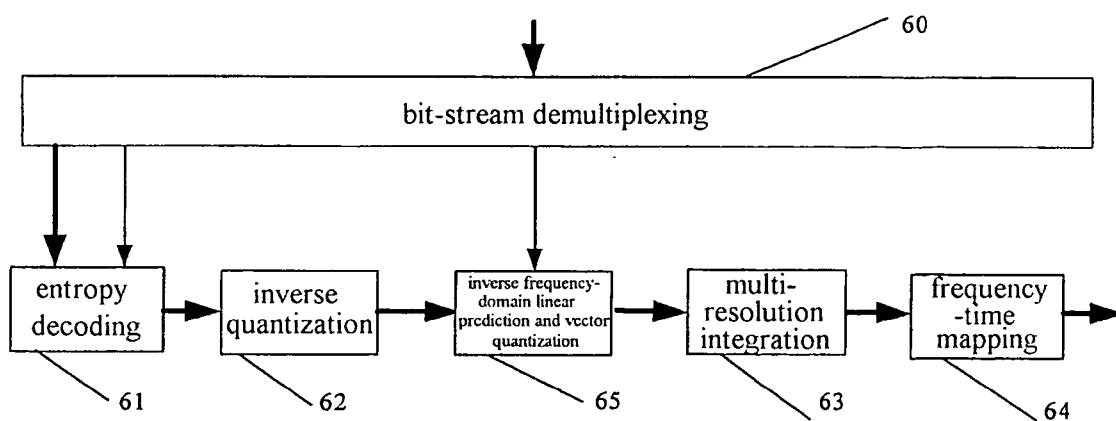 60
bit-stream demultiplexing
entropy
decoding
inverse
quantization
inverse frequency-
domain linear
prediction and vector
quantization
multi-
resolution
integration
frequency
-time
mapping
61
62
65
63
64